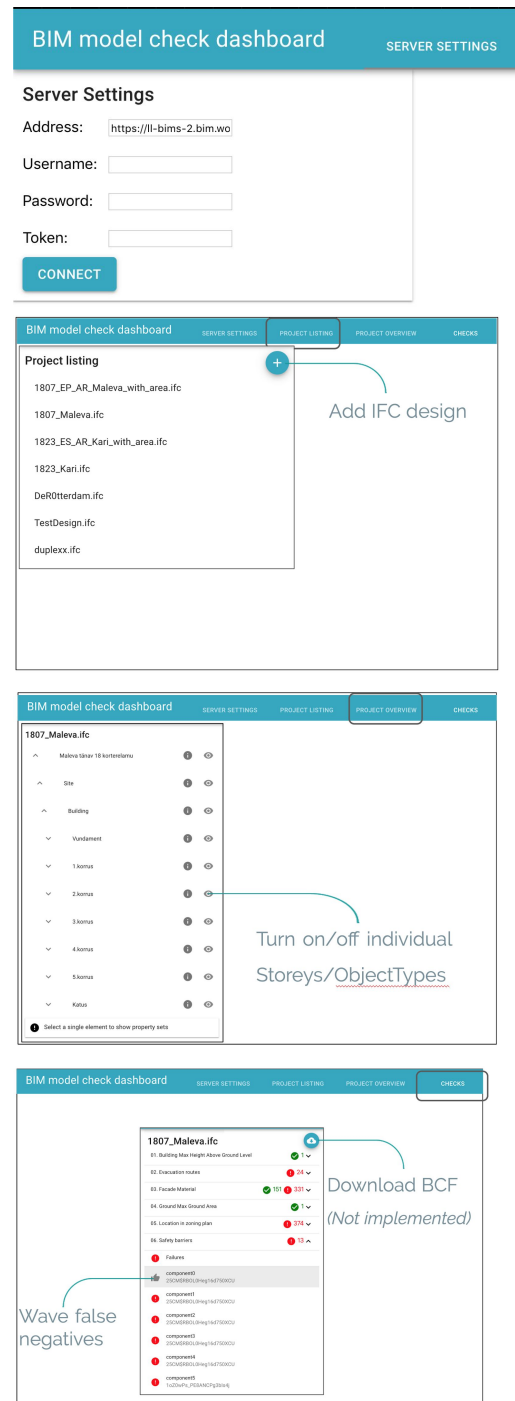 BIM model check dashboard
SERVER SETTINGS
Server Settings
Address: https://ll-bims-2.bim.wo
Username:
Password:
Token:
CONNECT
BIM model check dashboard SERVER SETTINGS PROJECT LISTING PROJECT OVERVIEW CHECKS
Project listing
+
1807_EP_AR_Maleva_with_area.ifc
Add IFC design
1807_Maleva.ifc
1823_ES_AR_Kari_with_area.ifc
1823_Kari.ifc
DeR0tterdam.ifc
TestDesign.ifc
duplexx.ifc
BIM model check dashboard SERVER SETTINGS PROJECT LISTING PROJECT OVERVIEW CHECKS
1807_Maleva.ifc
Maleva tänav 18 korterelamu
Site
Building
Vundament
1.korrus
2.korrus
3.korrus
4.korrus
5.korrus
Katus
Turn on/off individual
Storeys/ObjectTypes
Select a single element to show property sets
BIM model check dashboard SERVER SETTINGS PROJECT LISTING PROJECT OVERVIEW CHECKS
1807_Maleva.ifc
01. Building Max Height Above Ground Level 1
02. Evacuation routes 24
03. Facade Material 151 331
04. Ground Max Ground Area 1
05. Location in zoning plan 374
06. Safety barriers 13
Download BCF
(Not implemented)
Failures
component0
component1
component2
component3
component4
component5
Wave false
negatives